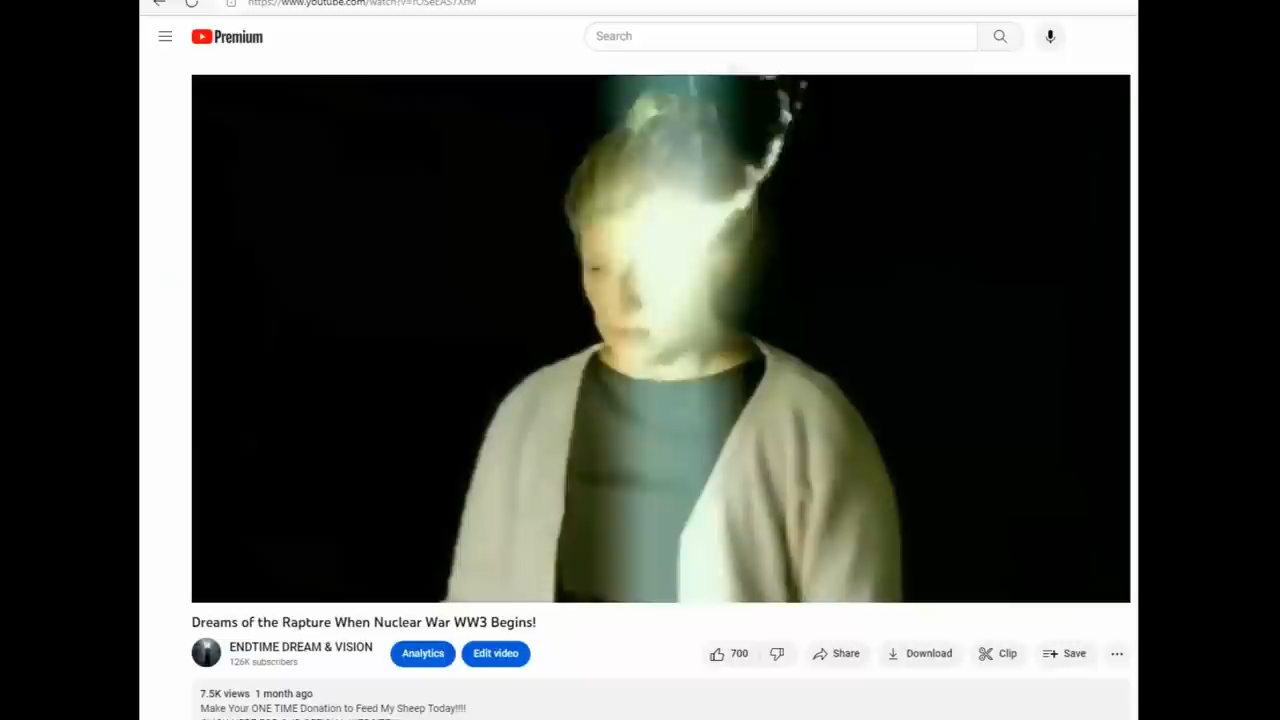 Premium
Search
Dreams of the Rapture When Nuclear War WW3 Begins!
ENDTIME DREAM & VISION
126K subscribers
Analytics
Edit video
700
Share
Download
Clip
Save
7.5K views 1 month ago
Make Your ONE TIME Donation to Feed My Sheep Today!!!!